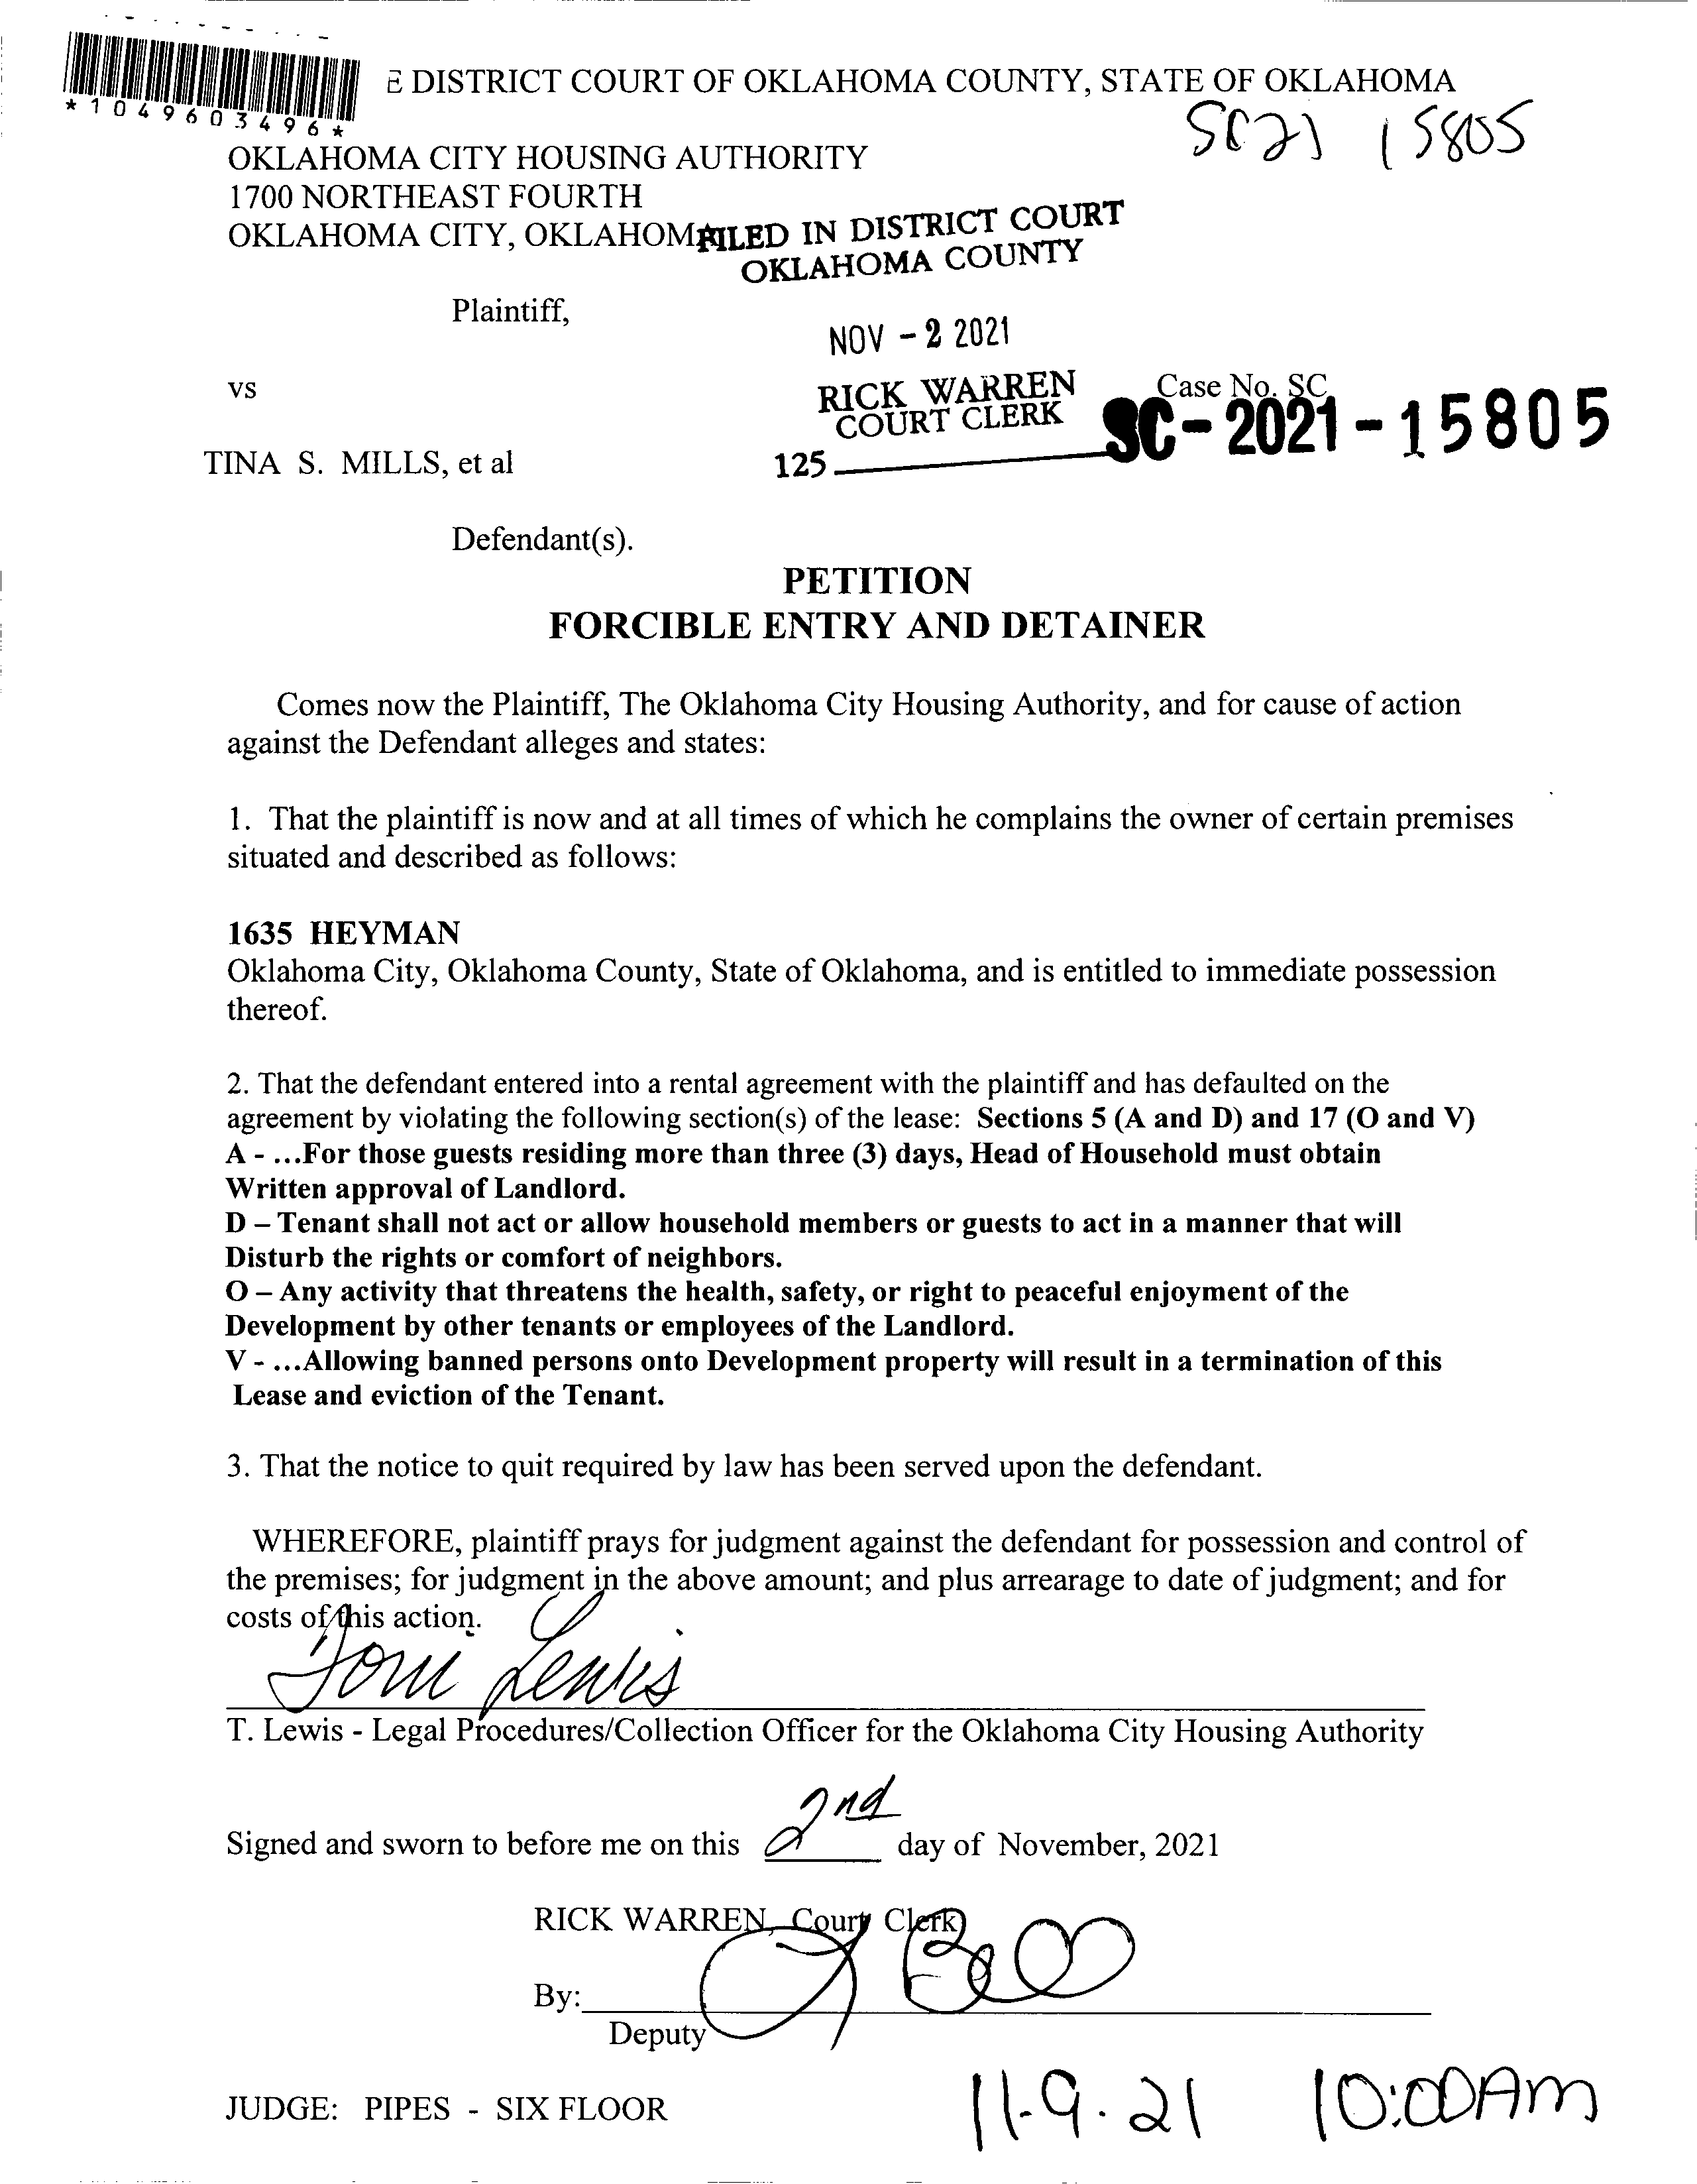 *1049603496*
E DISTRICT COURT OF OKLAHOMA COUNTY, STATE OF OKLAHOMA
SC21 15805
OKLAHOMA CITY HOUSING AUTHORITY
1700 NORTHEAST FOURTH
OKLAHOMA CITY, OKLAHOMA
FILED IN DISTRICT COURT
OKLAHOMA COUNTY
Plaintiff,
NOV - 2 2021
vs
RICK WARREN
COURT CLERK
Case No. SC
SC-2021-15805
TINA S. MILLS, et al
125
Defendant(s).
PETITION
FORCIBLE ENTRY AND DETAINER
Comes now the Plaintiff, The Oklahoma City Housing Authority, and for cause of action
against the Defendant alleges and states:
1. That the plaintiff is now and at all times of which he complains the owner of certain premises
situated and described as follows:
1635 HEYMAN
Oklahoma City, Oklahoma County, State of Oklahoma, and is entitled to immediate possession
thereof.
2. That the defendant entered into a rental agreement with the plaintiff and has defaulted on the
agreement by violating the following section(s) of the lease: Sections 5 (A and D) and 17 (O and V)
A - ...For those guests residing more than three (3) days, Head of Household must obtain
Written approval of Landlord.
D – Tenant shall not act or allow household members or guests to act in a manner that will
Disturb the rights or comfort of neighbors.
O – Any activity that threatens the health, safety, or right to peaceful enjoyment of the
Development by other tenants or employees of the Landlord.
V - ...Allowing banned persons onto Development property will result in a termination of this
Lease and eviction of the Tenant.
3. That the notice to quit required by law has been served upon the defendant.
WHEREFORE, plaintiff prays for judgment against the defendant for possession and control of
the premises; for judgment in the above amount; and plus arrearage to date of judgment; and for
costs of this action.
Toni Lewis
T. Lewis - Legal Procedures/Collection Officer for the Oklahoma City Housing Authority
Signed and sworn to before me on this 2nd day of November, 2021
RICK WARREN, Court Clerk
By:
Deputy
JUDGE: PIPES - SIX FLOOR
11-9-21 10:00AM